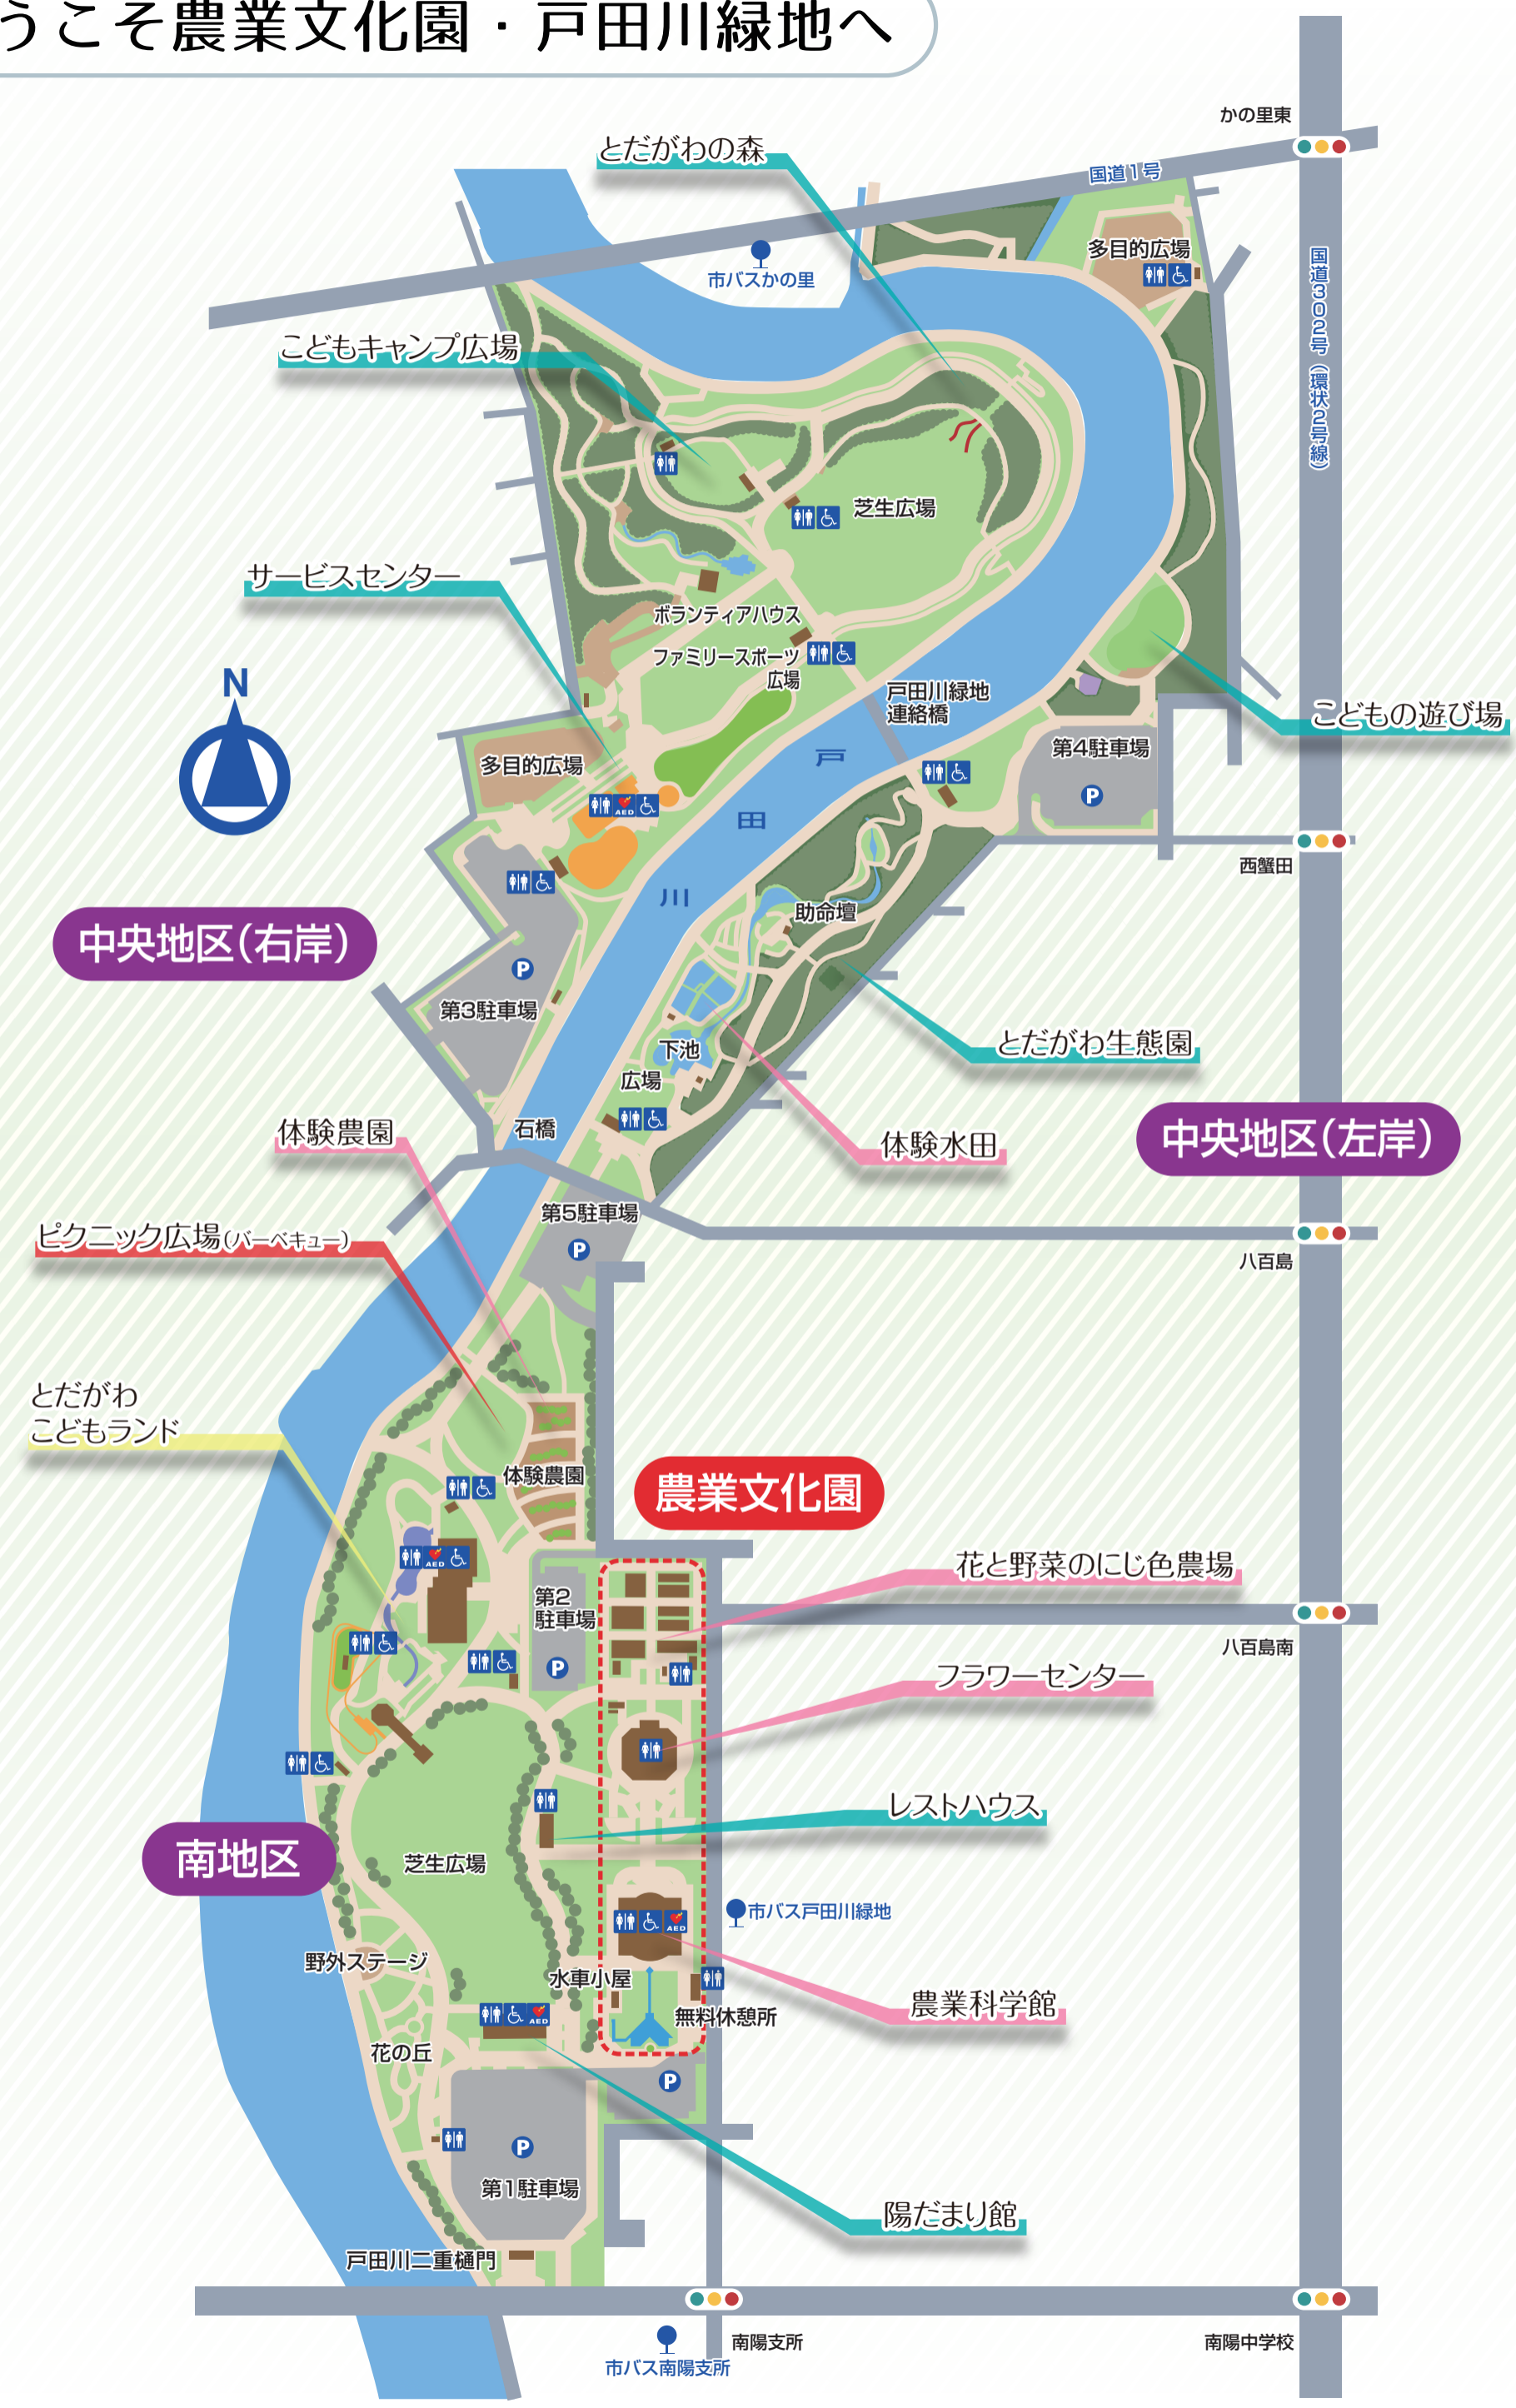 うこそ農業文化園・戸田川緑地へ
かの里東
とだがわの森
国道1号
多目的広場
市バスかの里
国道302号(環状2号線)
こどもキャンプ広場
芝生広場
サービスセンター
ボランティアハウス
ファミリースポーツ
広場
N
戸田川緑地
連絡橋
こどもの遊び場
多目的広場
戸
第4駐車場
P
AED
田
西蟹田
川
助命壇
中央地区(右岸)
P
第3駐車場
とだがわ生態園
下池
広場
体験農園
石橋
体験水田
中央地区(左岸)
第5駐車場
P
ピクニック広場(バーベキュー)
八百島
とだがわ
こどもランド
体験農園
農業文化園
AED
花と野菜のにじ色農場
第2
駐車場
P
八百島南
フラワーセンター
レストハウス
南地区
芝生広場
市バス戸田川緑地
AED
野外ステージ
水車小屋
農業科学館
無料休憩所
AED
花の丘
P
P
第1駐車場
陽だまり館
戸田川二重樋門
南陽支所
南陽中学校
市バス南陽支所